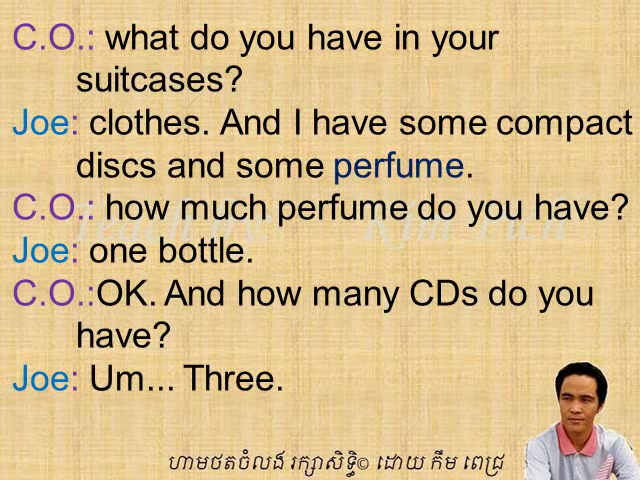 C.O.: what do you have in your
suitcases?
Joe: clothes. And I have some compact
discs and some perfume.
C.O.: how much perfume do you have?
Joe: one bottle.
C.O.:OK. And how many CDs do you
have?
Joe: Um... Three.
ហាមថតចំលង រក្សាសិទ្ធិ© ដោយ កឹម ពេជ្រ